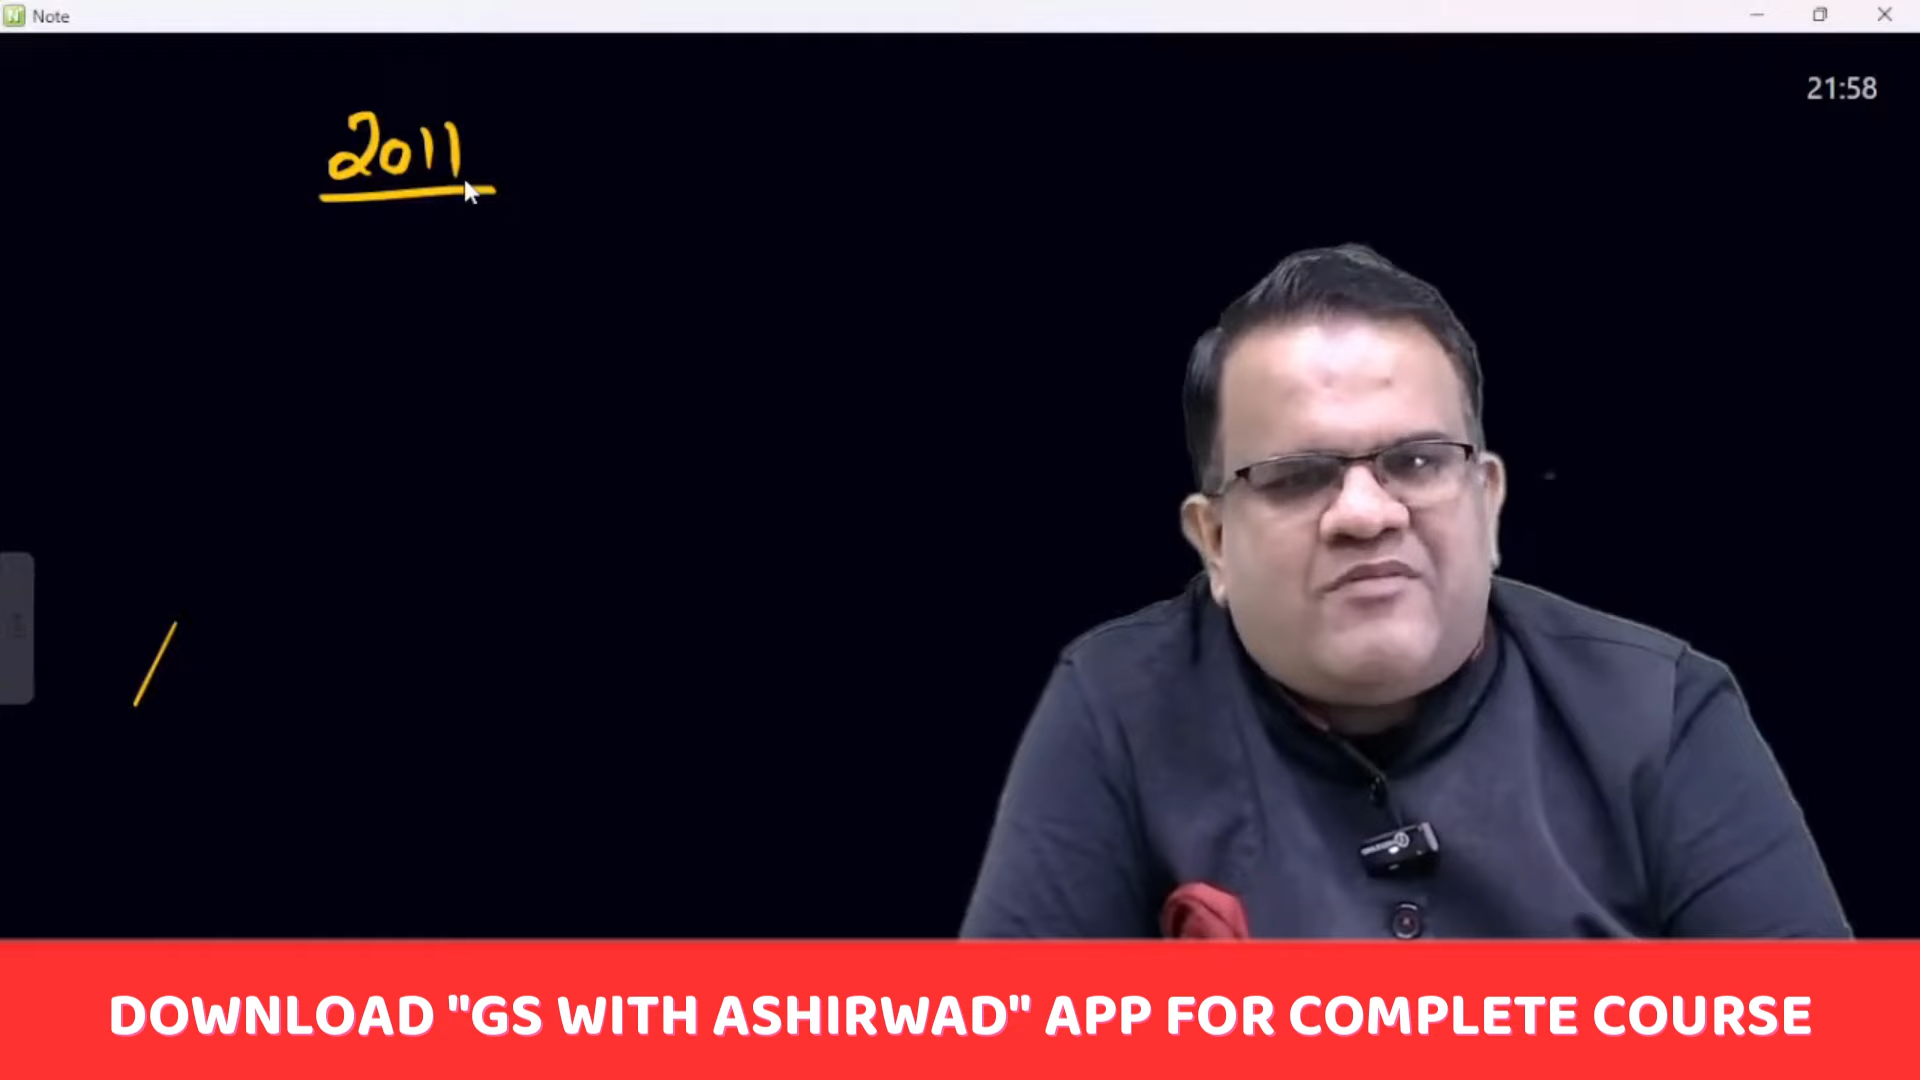 Note
21:58
2011
DOWNLOAD "GS WITH ASHIRWAD" APP FOR COMPLETE COURSE